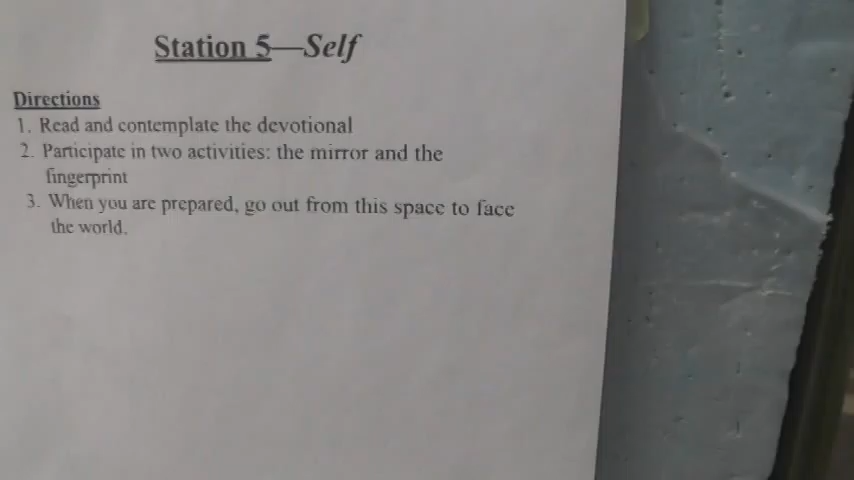 Station 5—Self
Directions
1. Read and contemplate the devotional
2. Participate in two activities: the mirror and the
fingerprint
3. When you are prepared, go out from this space to face
the world.